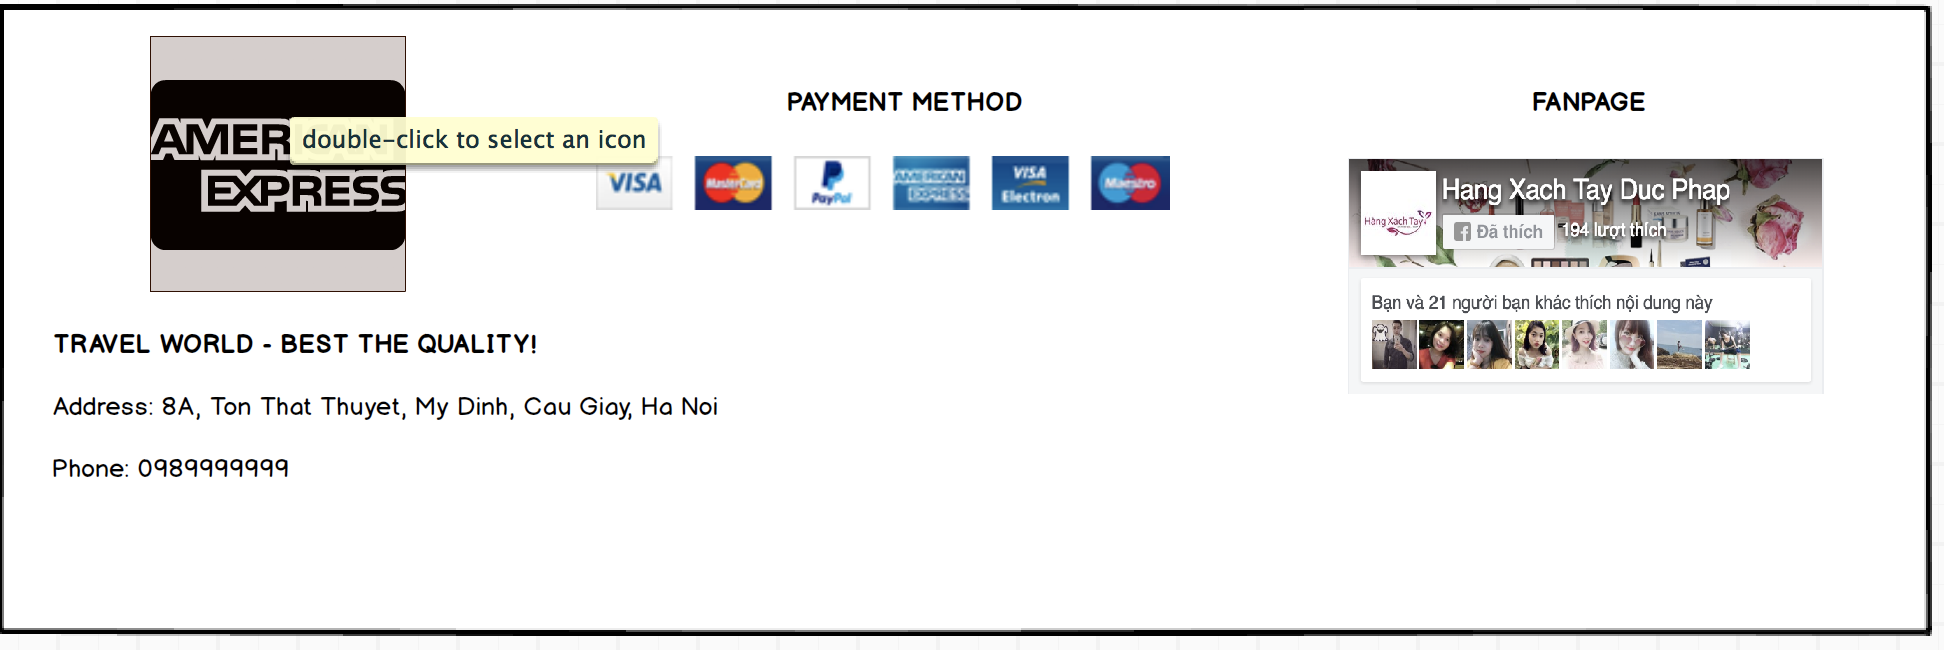 AMERICAN
double-click to select an icon
EXPRESS
TRAVEL WORLD - BEST THE QUALITY!
Address: 8A, Ton That Thuyet, My Dinh, Cau Giay, Ha Noi
Phone: 0989999999
PAYMENT METHOD
VISA
MasterCard
PayPal
AMERICAN
EXPRESS
VISA
Electron
Maestro
FANPAGE
Hang Xach Tay Duc Phap
Hàng Xách Tay
Đã thích
194 lượt thích
Bạn và 21 người bạn khác thích nội dung này